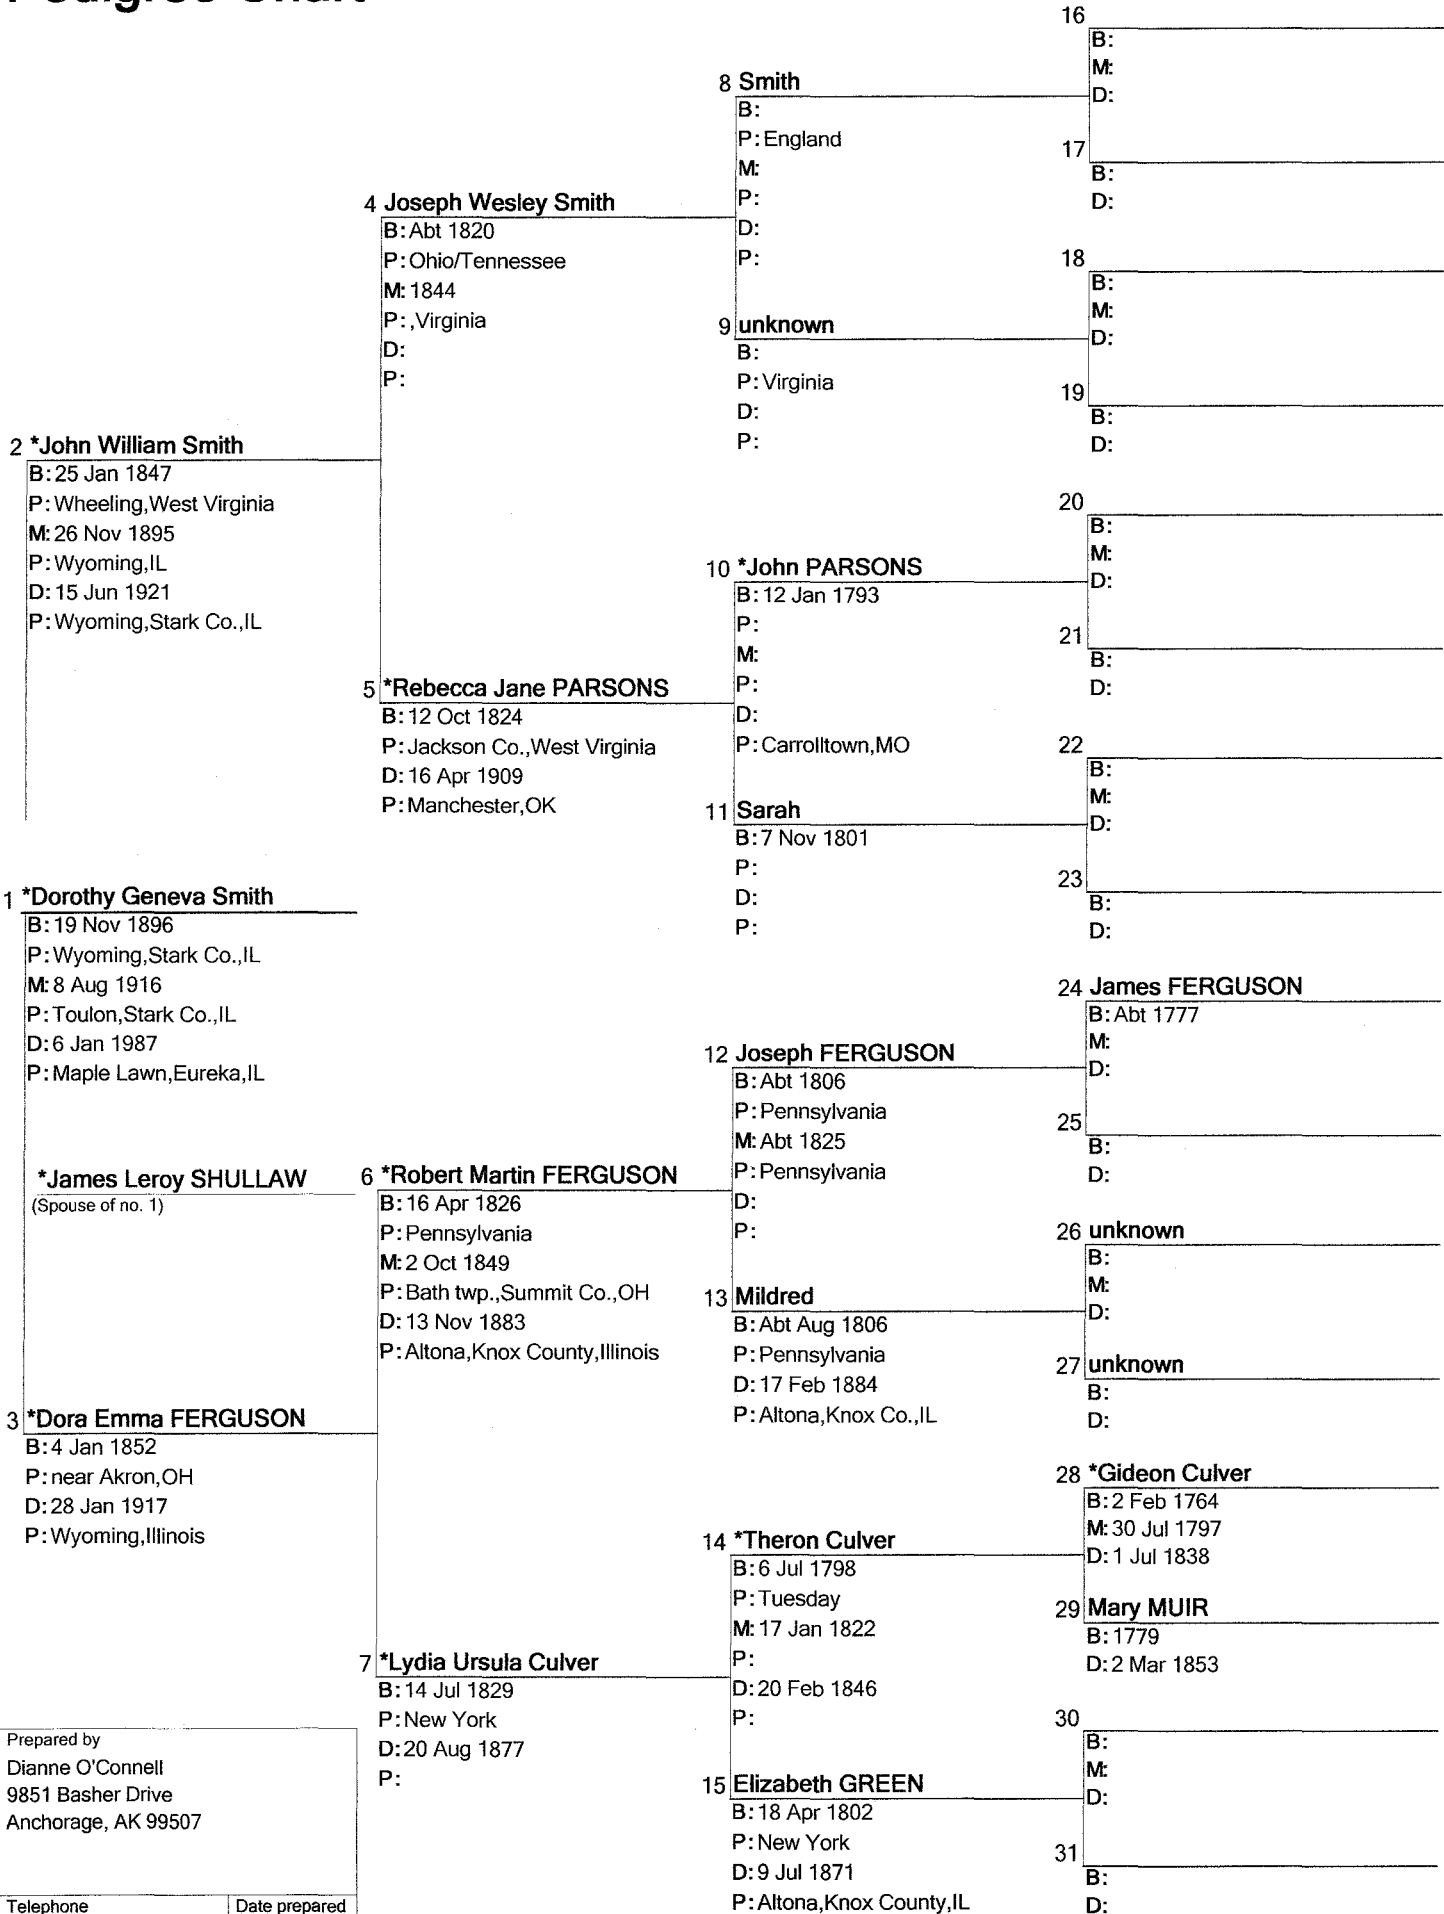 Pedigree Chart
16
B:
M:
D:
17
B:
D:
8 Smith
B:
P: England
M:
P:
D:
P:
18
B:
M:
D:
19
B:
D:
4 Joseph Wesley Smith
B: Abt 1820
P: Ohio/Tennessee
M: 1844
P: ,Virginia
D:
P:
9 unknown
B:
P: Virginia
D:
P:
2 *John William Smith
B: 25 Jan 1847
P: Wheeling,West Virginia
M: 26 Nov 1895
P: Wyoming,IL
D: 15 Jun 1921
P: Wyoming,Stark Co.,IL
20
B:
M:
D:
21
B:
D:
10 *John PARSONS
B: 12 Jan 1793
P:
M:
P:
D:
P: Carrolltown,MO
5 *Rebecca Jane PARSONS
B: 12 Oct 1824
P: Jackson Co.,West Virginia
D: 16 Apr 1909
P: Manchester,OK
22
B:
M:
D:
11 Sarah
B: 7 Nov 1801
P:
D:
P:
23
B:
D:
1 *Dorothy Geneva Smith
B: 19 Nov 1896
P: Wyoming,Stark Co.,IL
M: 8 Aug 1916
P: Toulon,Stark Co.,IL
D: 6 Jan 1987
P: Maple Lawn,Eureka,IL
*James Leroy SHULLAW
(Spouse of no. 1)
24 James FERGUSON
B: Abt 1777
M:
D:
25
B:
D:
12 Joseph FERGUSON
B: Abt 1806
P: Pennsylvania
M: Abt 1825
P: Pennsylvania
D:
P:
6 *Robert Martin FERGUSON
B: 16 Apr 1826
P: Pennsylvania
M: 2 Oct 1849
P: Bath twp.,Summit Co.,OH
D: 13 Nov 1883
P: Altona,Knox County,Illinois
26 unknown
B:
M:
D:
13 Mildred
B: Abt Aug 1806
P: Pennsylvania
D: 17 Feb 1884
P: Altona,Knox Co.,IL
27 unknown
B:
D:
3 *Dora Emma FERGUSON
B: 4 Jan 1852
P: near Akron,OH
D: 28 Jan 1917
P: Wyoming,Illinois
28 *Gideon Culver
B: 2 Feb 1764
M: 30 Jul 1797
D: 1 Jul 1838
14 *Theron Culver
B: 6 Jul 1798
P: Tuesday
M: 17 Jan 1822
P:
D: 20 Feb 1846
P:
29 Mary MUIR
B: 1779
D: 2 Mar 1853
7 *Lydia Ursula Culver
B: 14 Jul 1829
P: New York
D: 20 Aug 1877
P:
30
B:
M:
D:
15 Elizabeth GREEN
B: 18 Apr 1802
P: New York
D: 9 Jul 1871
P: Altona,Knox County,IL
31
B:
D:
Prepared by
Dianne O'Connell
9851 Basher Drive
Anchorage, AK 99507
Telephone
Date prepared